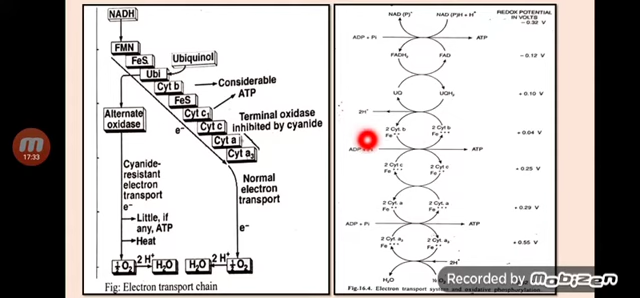 NADH
FMN
FeS
Ubi
Ubiquinol
Cyt b
FeS
Cyt c₁
Cyt c
Cyt a
Cyt a₃
Considerable
ATP
Terminal oxidase
inhibited by cyanide
Alternate
oxidase
e⁻
Cyanide-
resistant
electron
transport
e⁻
Little, if
any, ATP
Heat
Normal
electron
transport
e⁻
½O₂
2 H⁺
H₂O
H₂O
2 H⁺
½O₂
Fig: Electron transport chain
REDOX POTENTIAL
IN VOLTS
NAD (P)⁺
NAD (P)H + H⁺
− 0.32 V
ADP + Pi
ATP
FADH₂
FAD
− 0.12 V
UQ
UQH₂
+ 0.10 V
2H⁺
2 Cyt. b
2 Cyt b
+ 0.04 V
ATP
2 Cyt c
2 Cyt. c
+ 0.25 V
2 Cyt. a
2 Cyt. a
+ 0.29 V
ADP + Pi
ATP
2 Cyt. a₃
2 Cyt. a₃
+ 0.55 V
2H⁺
H₂O
Fig.16.4. Electron transport system and oxidative phosphorylation.
17:33
Recorded by Mobizen